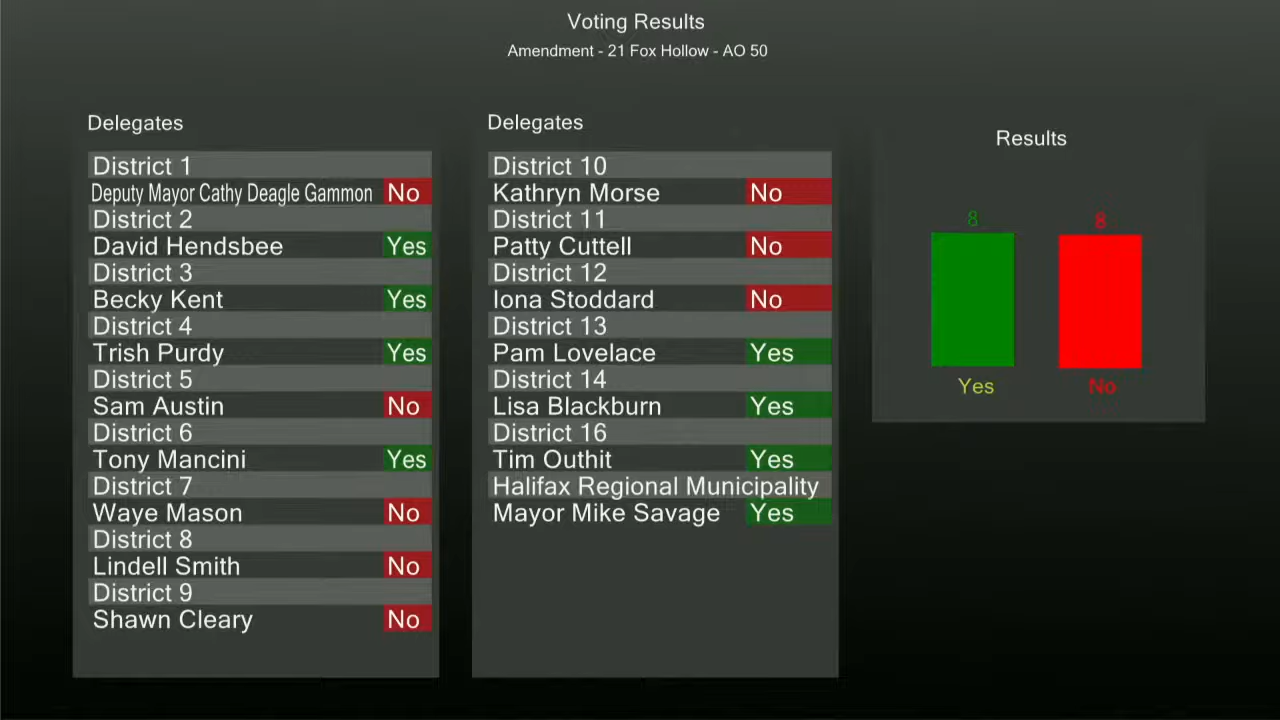 Voting Results
Amendment - 21 Fox Hollow - AO 50
Delegates
District 1
Deputy Mayor Cathy Deagle Gammon No
District 2
David Hendsbee Yes
District 3
Becky Kent Yes
District 4
Trish Purdy Yes
District 5
Sam Austin No
District 6
Tony Mancini Yes
District 7
Waye Mason No
District 8
Lindell Smith No
District 9
Shawn Cleary No
Delegates
District 10
Kathryn Morse No
District 11
Patty Cuttell No
District 12
Iona Stoddard No
District 13
Pam Lovelace Yes
District 14
Lisa Blackburn Yes
District 16
Tim Outhit Yes
Halifax Regional Municipality
Mayor Mike Savage Yes
Results
8 8
Yes No